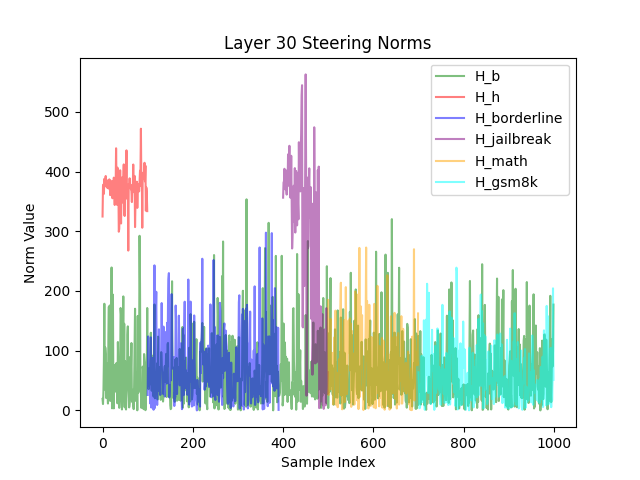 Layer 30 Steering Norms
H_b
H_h
H_borderline
H_jailbreak
H_math
H_gsm8k
500
400
300
200
100
0
Norm Value
0
200
400
600
800
1000
Sample Index